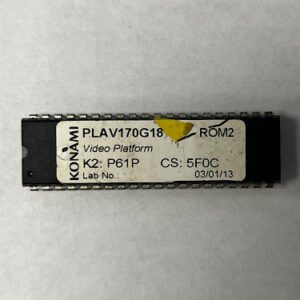 KONAMI
PLAV170G18 ROM2
Video Platform
K2: P61P CS: 5F0C
Lab No.: 03/01/13